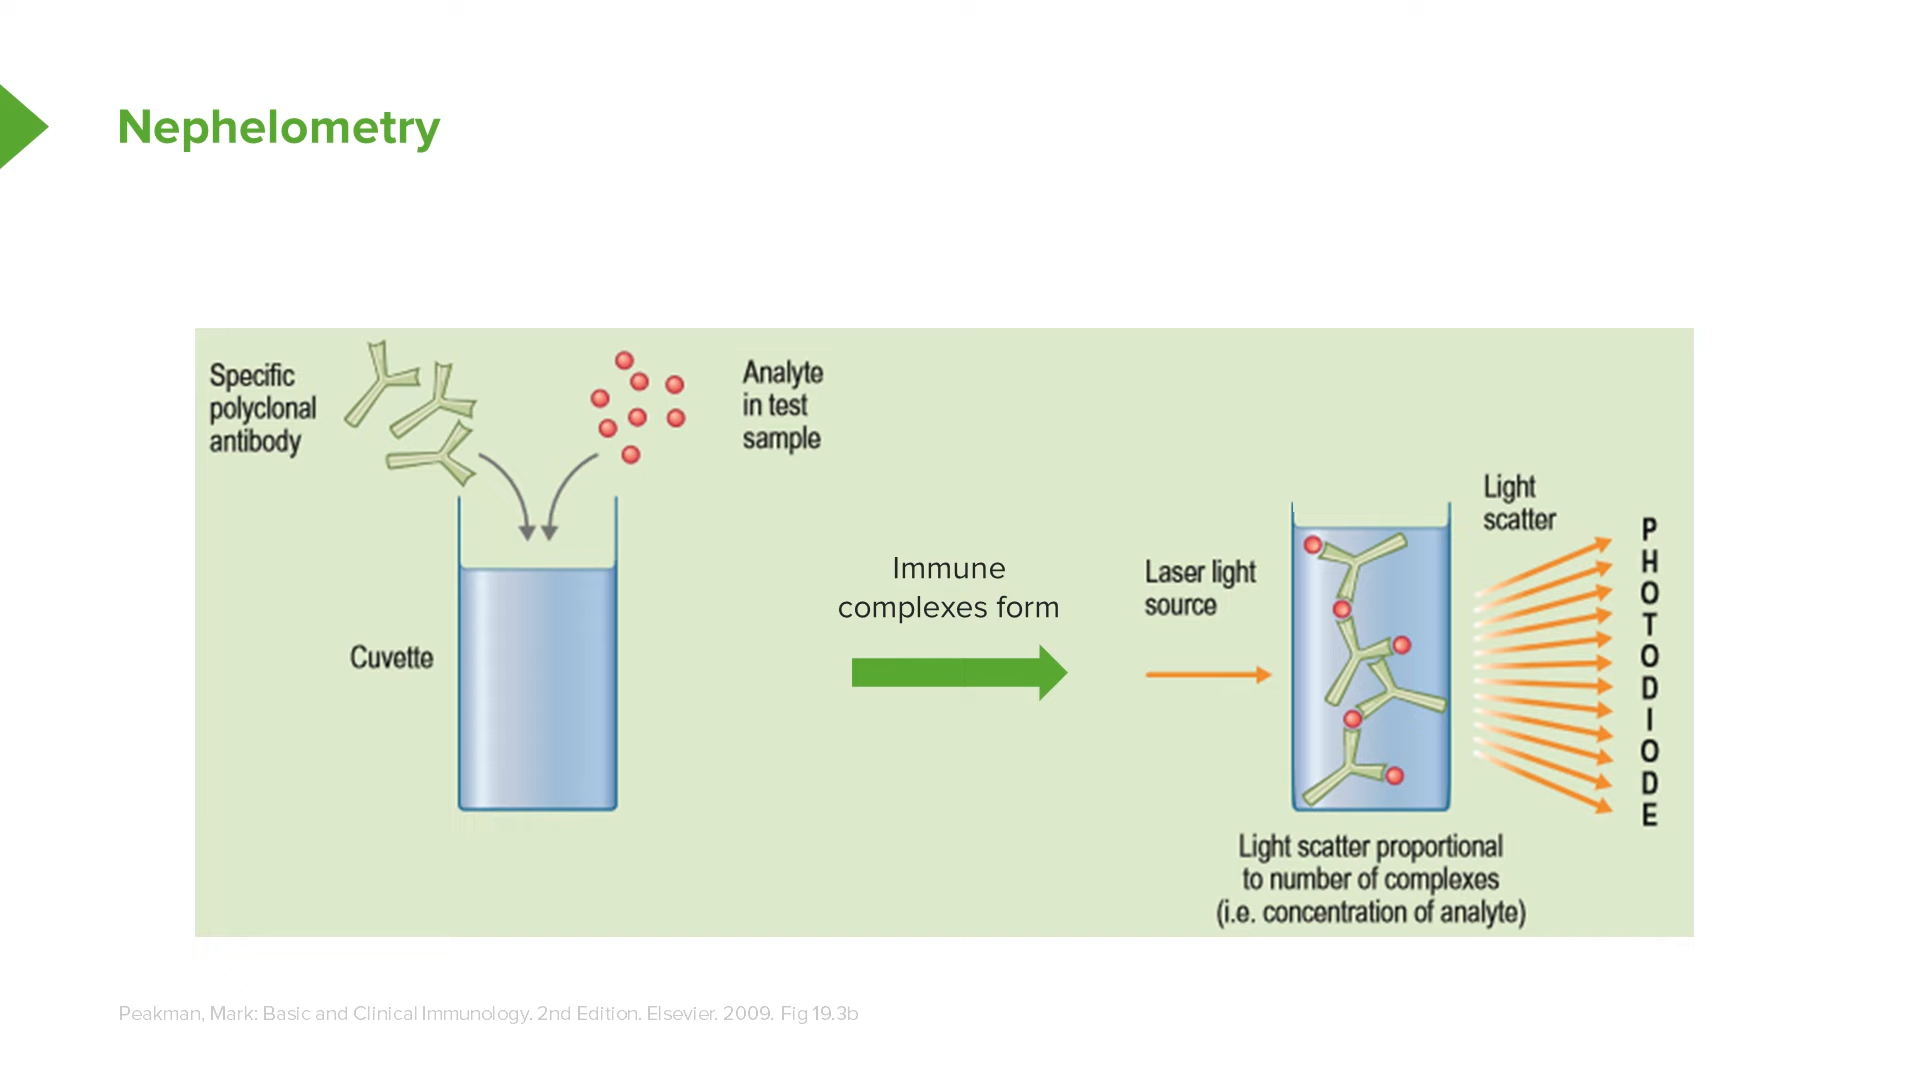 Nephelometry
Specific
polyclonal
antibody
Analyte
in test
sample
Cuvette
Immune
complexes form
Laser light
source
Light
scatter
PHOTODIODE
Light scatter proportional
to number of complexes
(i.e. concentration of analyte)
Peakman, Mark: Basic and Clinical Immunology. 2nd Edition. Elsevier. 2009. Fig 19.3b